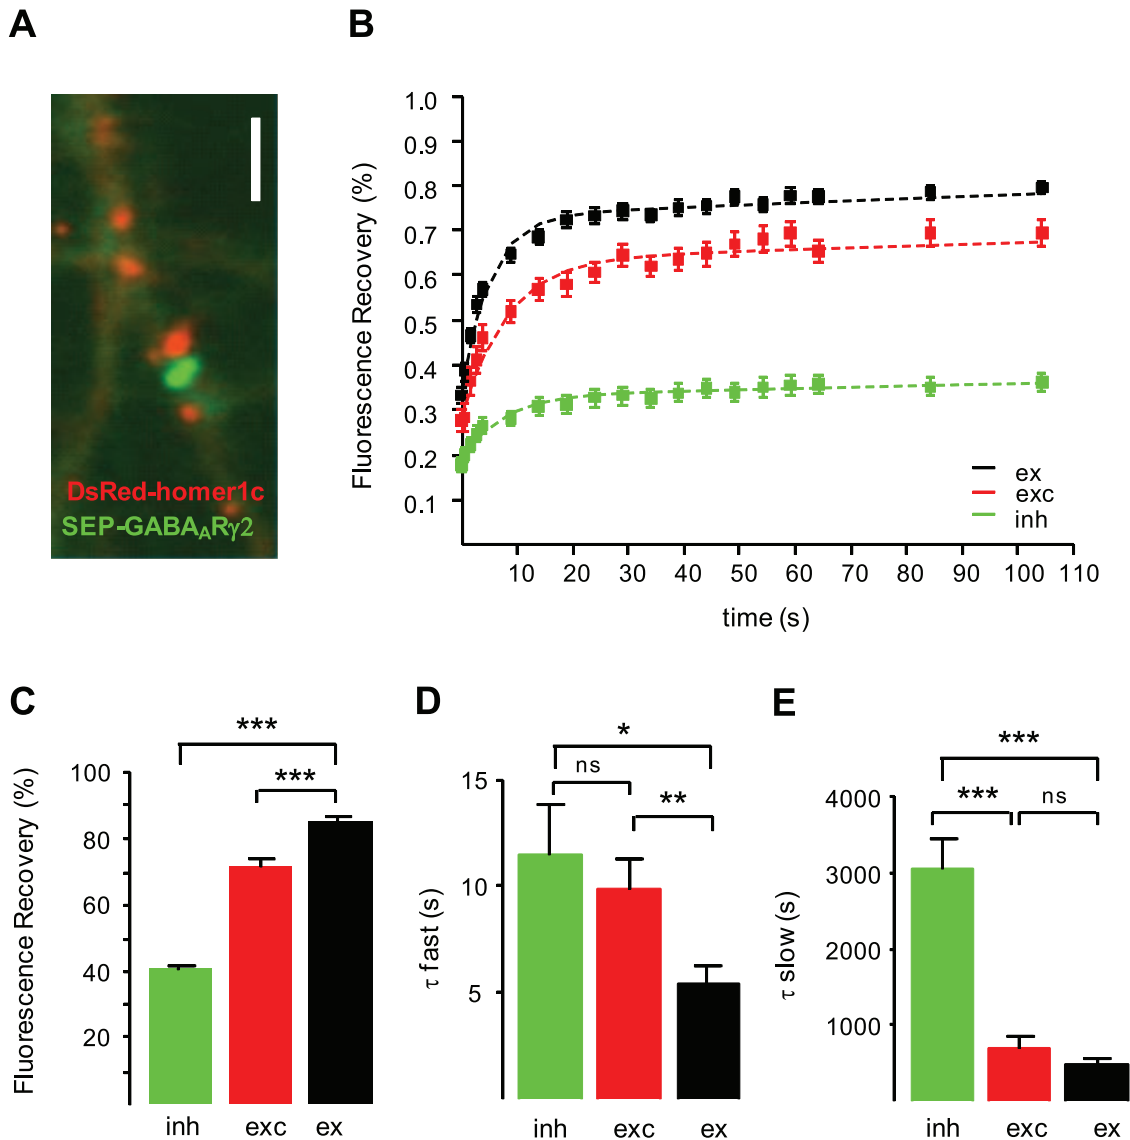 A
B
DsRed-homer1c
SEP-GABAARγ2
Fluorescence Recovery (%)
1.0
0.9
0.8
0.7
0.6
0.5
0.4
0.3
0.2
0.1
ex
exc
inh
10 20 30 40 50 60 70 80 90 100 110
time (s)
C
***
***
Fluorescence Recovery (%)
100
80
60
40
20
inh exc ex
D
*
ns
**
τ fast (s)
15
10
5
inh exc ex
E
***
***
ns
τ slow (s)
4000
3000
2000
1000
inh exc ex